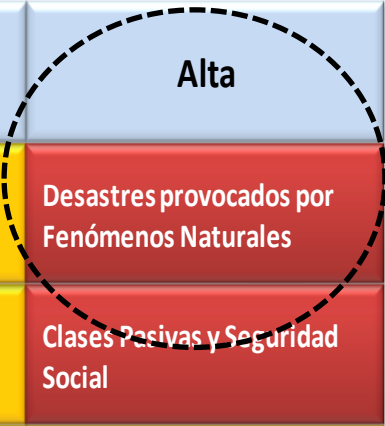 Alta
Desastres provocados por
Fenómenos Naturales
Clases Pasivas y Seguridad
Social